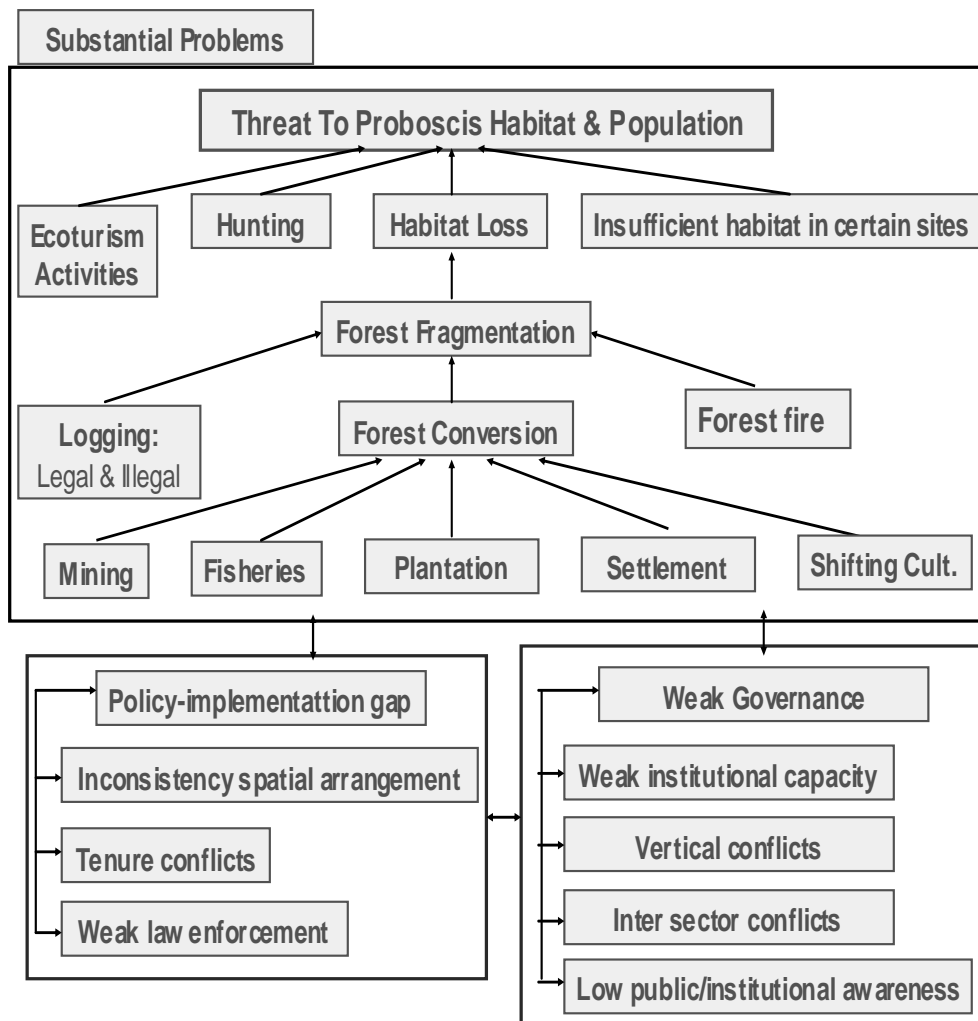 Substantial Problems
Threat To Proboscis Habitat & Population
Ecoturism
Activities
Hunting
Habitat Loss
Insufficient habitat in certain sites
Forest Fragmentation
Logging:
Legal & Illegal
Forest Conversion
Forest fire
Mining
Fisheries
Plantation
Settlement
Shifting Cult.
Policy-implementattion gap
Inconsistency spatial arrangement
Tenure conflicts
Weak law enforcement
Weak Governance
Weak institutional capacity
Vertical conflicts
Inter sector conflicts
Low public/institutional awareness